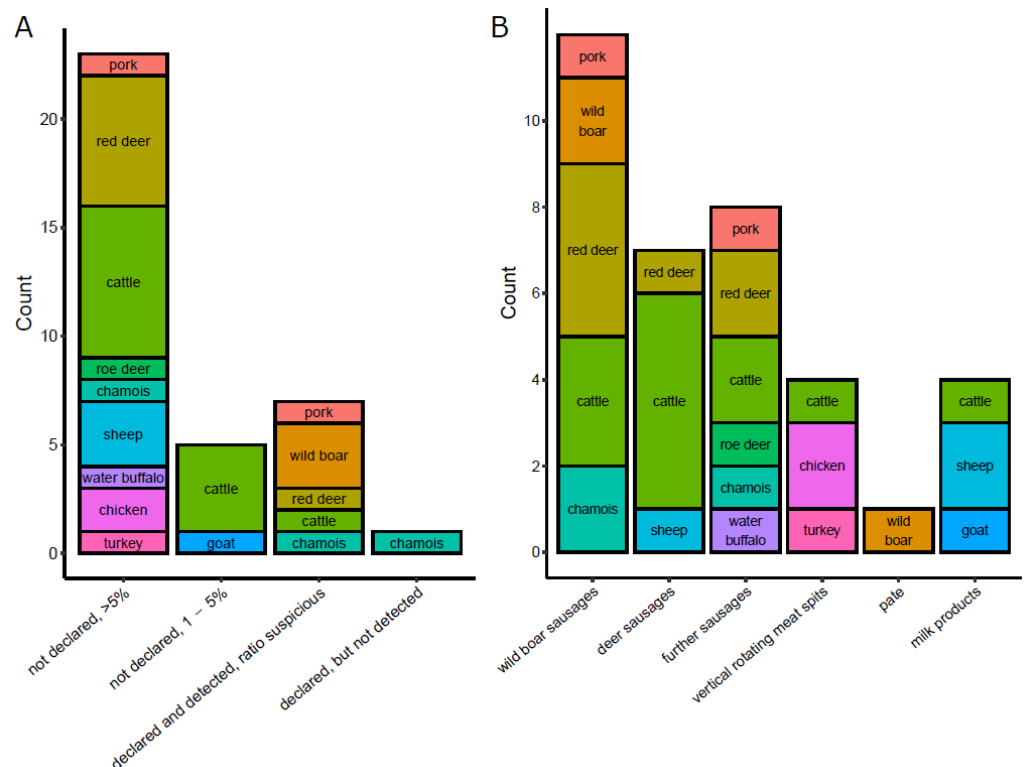 A
Count
20
15
10
5
0
pork
red deer
cattle
roe deer
chamois
sheep
water buffalo
chicken
turkey
cattle
goat
pork
wild boar
red deer
cattle
chamois
chamois
not declared, >5%
not declared, 1 – 5%
declared and detected, ratio suspicious
declared, but not detected
B
Count
10
8
6
4
2
0
pork
wild
boar
red deer
cattle
chamois
red deer
cattle
sheep
pork
red deer
cattle
roe deer
chamois
water
buffalo
cattle
chicken
turkey
wild
boar
cattle
sheep
goat
wild boar sausages
deer sausages
further sausages
vertical rotating meat spits
pate
milk products